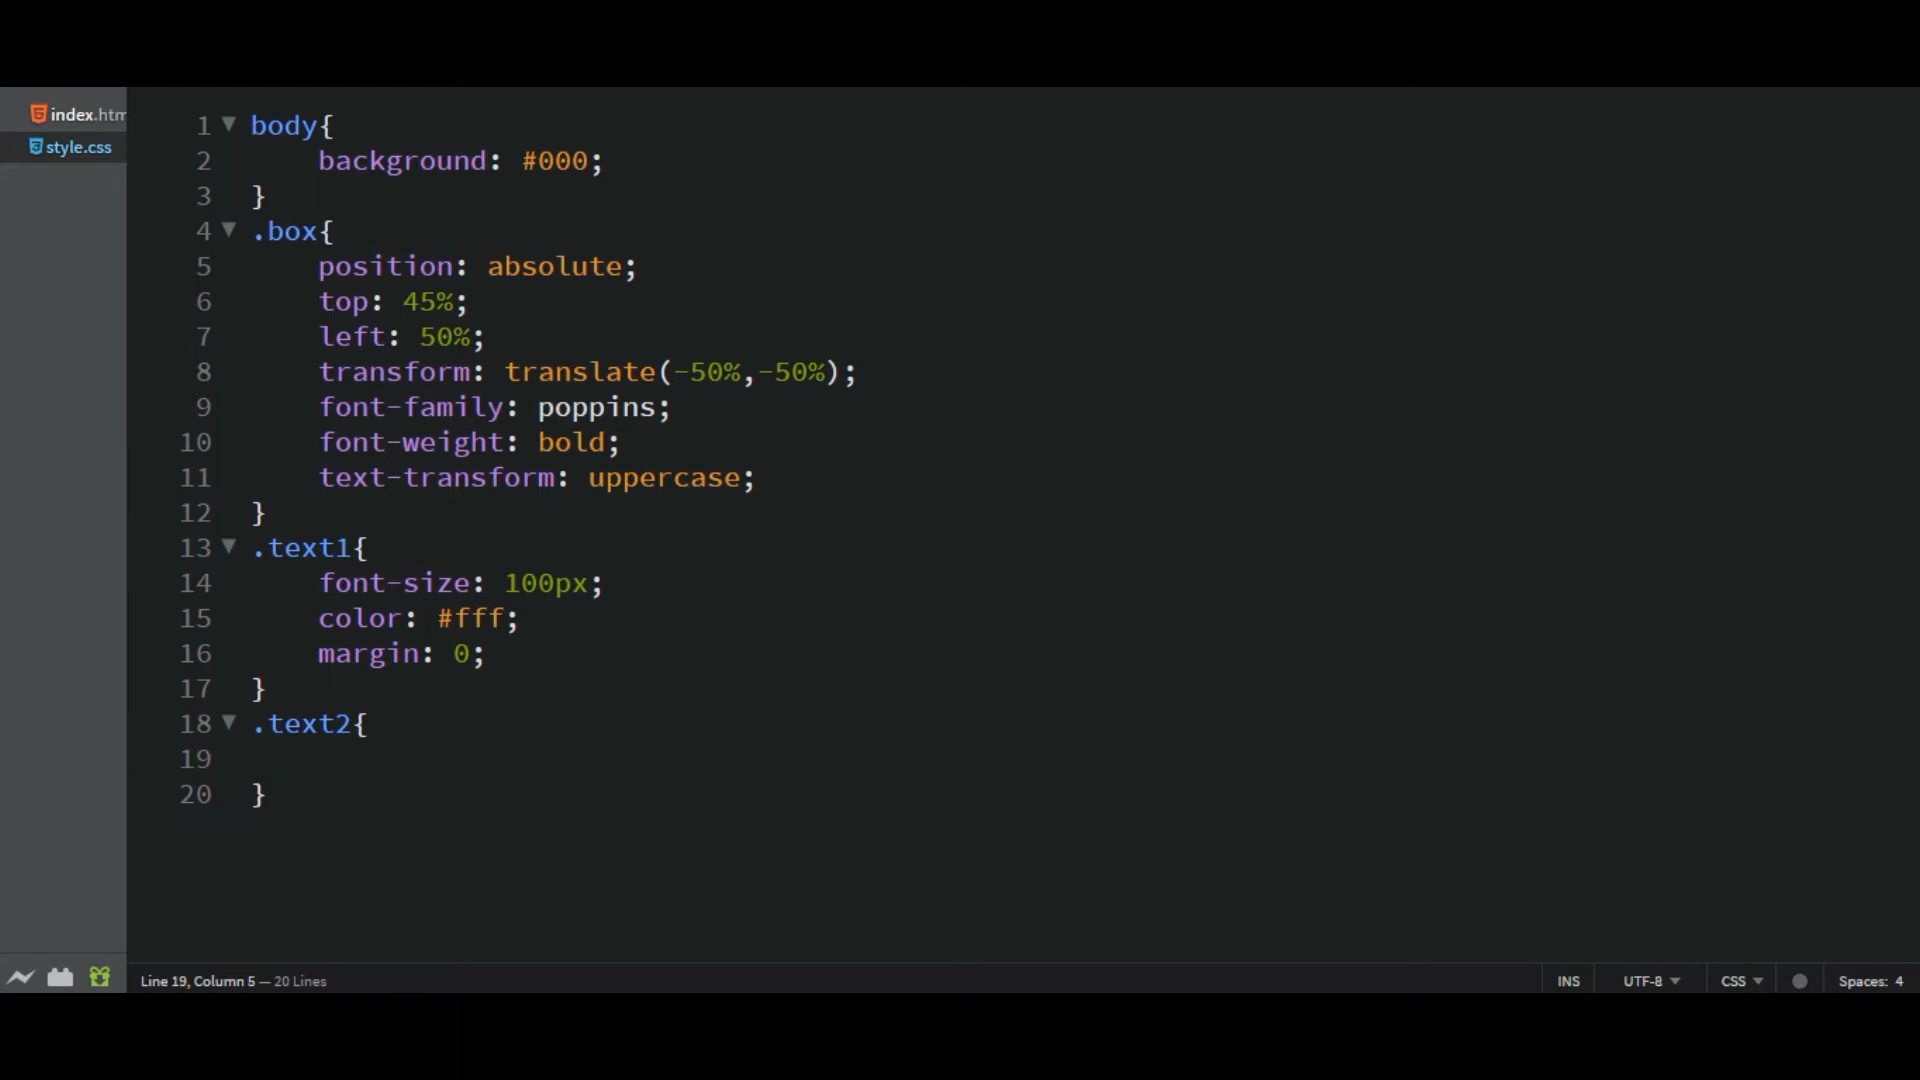 index.htm
style.css
1 body{
2 background: #000;
3 }
4 .box{
5 position: absolute;
6 top: 45%;
7 left: 50%;
8 transform: translate(-50%,-50%);
9 font-family: poppins;
10 font-weight: bold;
11 text-transform: uppercase;
12 }
13 .text1{
14 font-size: 100px;
15 color: #fff;
16 margin: 0;
17 }
18 .text2{
19
20 }
Line 19, Column 5 — 20 Lines INS UTF-8 CSS Spaces: 4